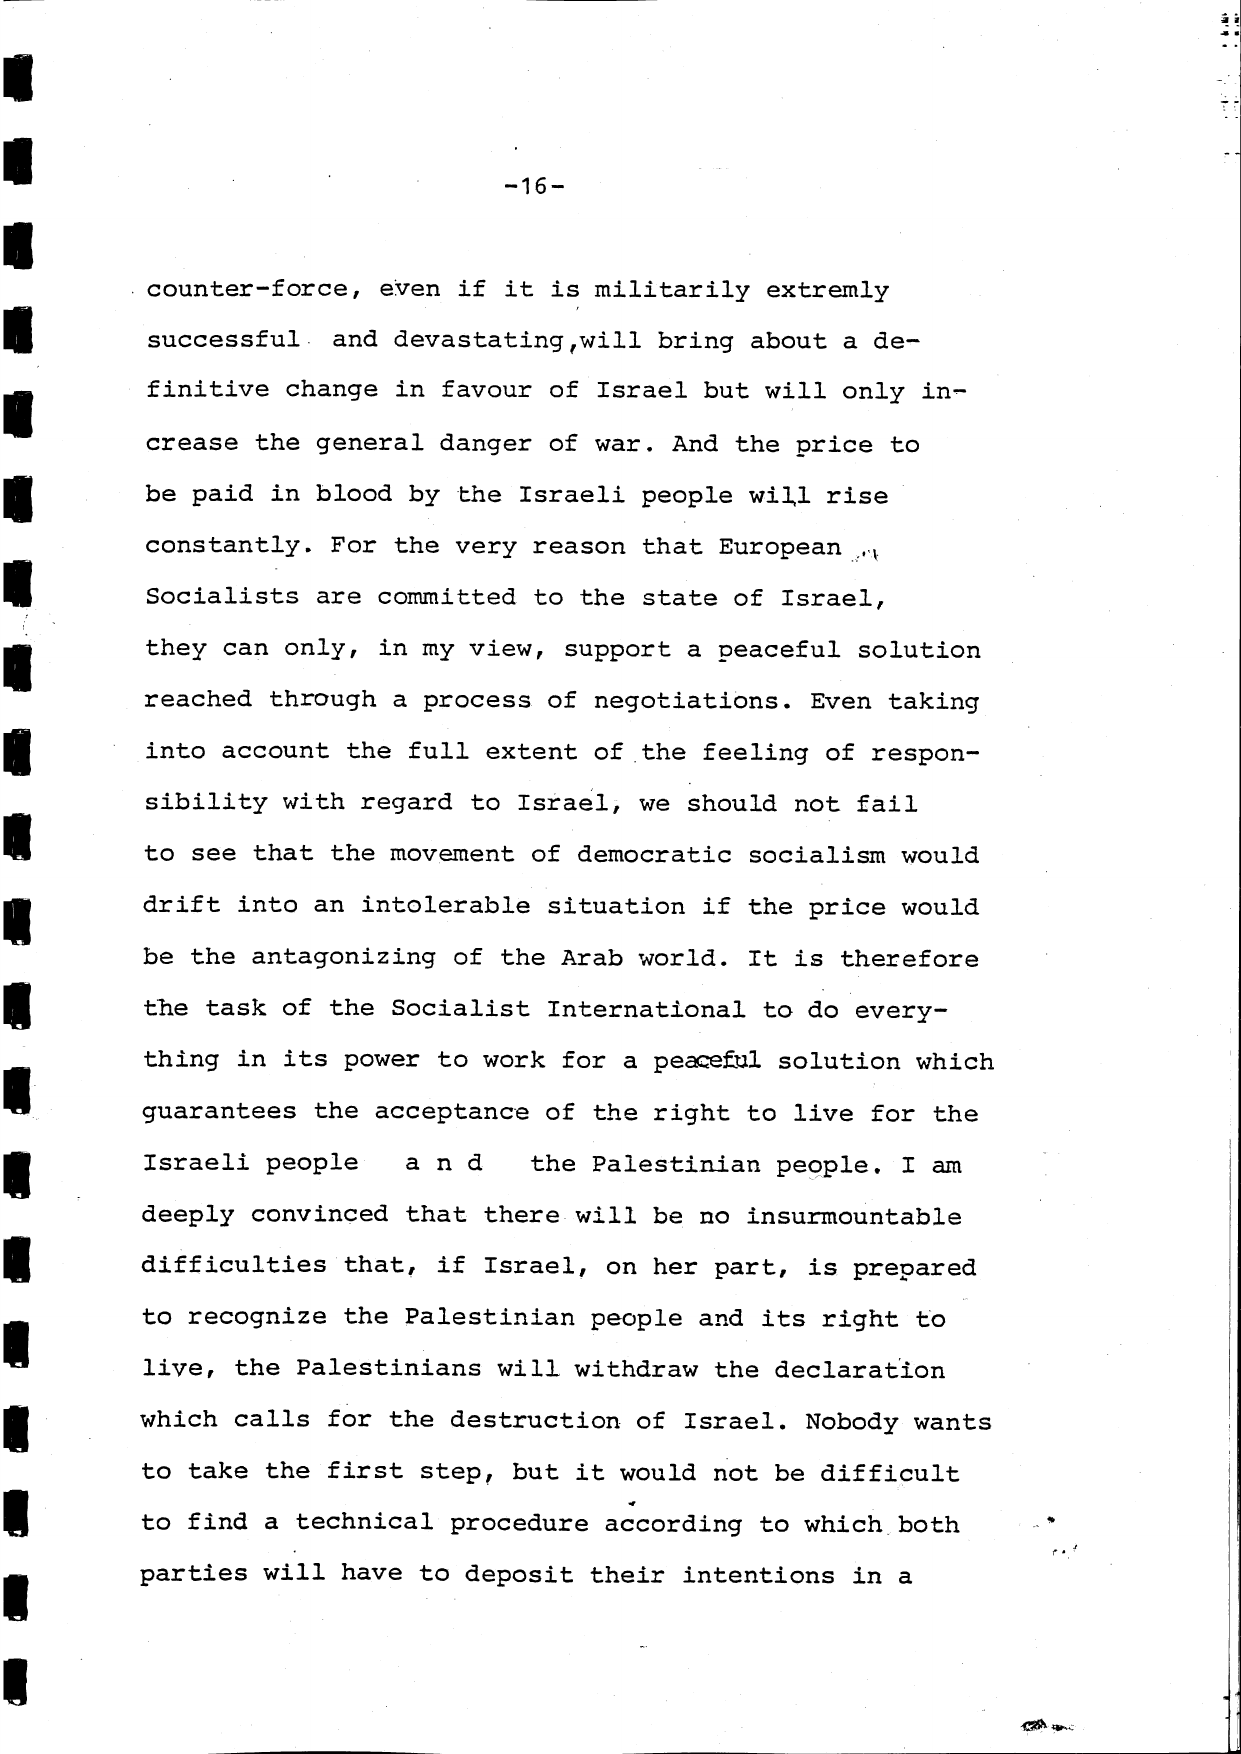 -16-
counter-force, even if it is militarily extremly
successful and devastating,will bring about a de-
finitive change in favour of Israel but will only in-
crease the general danger of war. And the price to
be paid in blood by the Israeli people will rise
constantly. For the very reason that European
Socialists are committed to the state of Israel,
they can only, in my view, support a peaceful solution
reached through a process of negotiations. Even taking
into account the full extent of the feeling of respon-
sibility with regard to Israel, we should not fail
to see that the movement of democratic socialism would
drift into an intolerable situation if the price would
be the antagonizing of the Arab world. It is therefore
the task of the Socialist International to do every-
thing in its power to work for a peaceful solution which
guarantees the acceptance of the right to live for the
Israeli people a n d the Palestinian people. I am
deeply convinced that there will be no insurmountable
difficulties that, if Israel, on her part, is prepared
to recognize the Palestinian people and its right to
live, the Palestinians will withdraw the declaration
which calls for the destruction of Israel. Nobody wants
to take the first step, but it would not be difficult
to find a technical procedure according to which both
parties will have to deposit their intentions in a